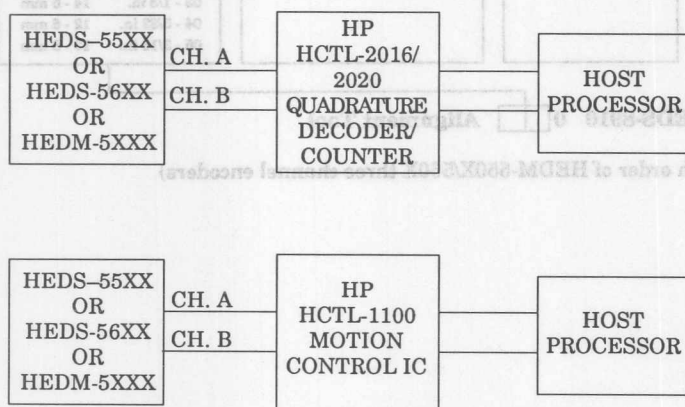 HEDS–55XX
OR
HEDS-56XX
OR
HEDM-5XXX
CH. A
CH. B
HP
HCTL-2016/
2020
QUADRATURE
DECODER/
COUNTER
HOST
PROCESSOR
HEDS–55XX
OR
HEDS-56XX
OR
HEDM-5XXX
CH. A
CH. B
HP
HCTL-1100
MOTION
CONTROL IC
HOST
PROCESSOR